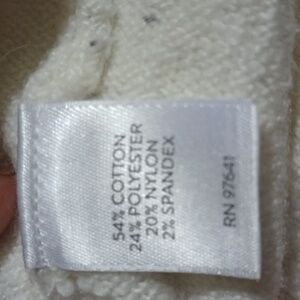 54% COTTON
24% POLYESTER
20% NYLON
2% SPANDEX
RN 97641